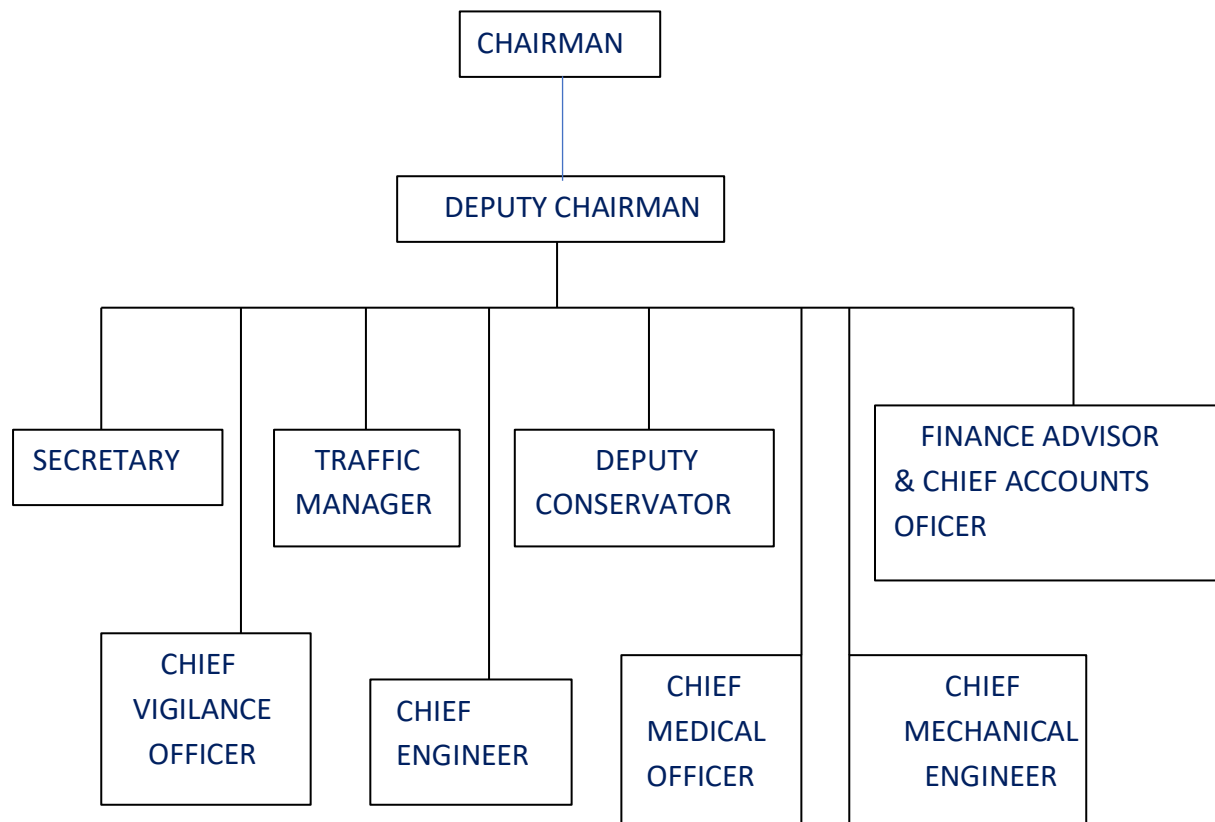 CHAIRMAN
DEPUTY CHAIRMAN
SECRETARY
TRAFFIC
MANAGER
DEPUTY
CONSERVATOR
FINANCE ADVISOR
& CHIEF ACCOUNTS
OFICER
CHIEF
VIGILANCE
OFFICER
CHIEF
ENGINEER
CHIEF
MEDICAL
OFFICER
CHIEF
MECHANICAL
ENGINEER